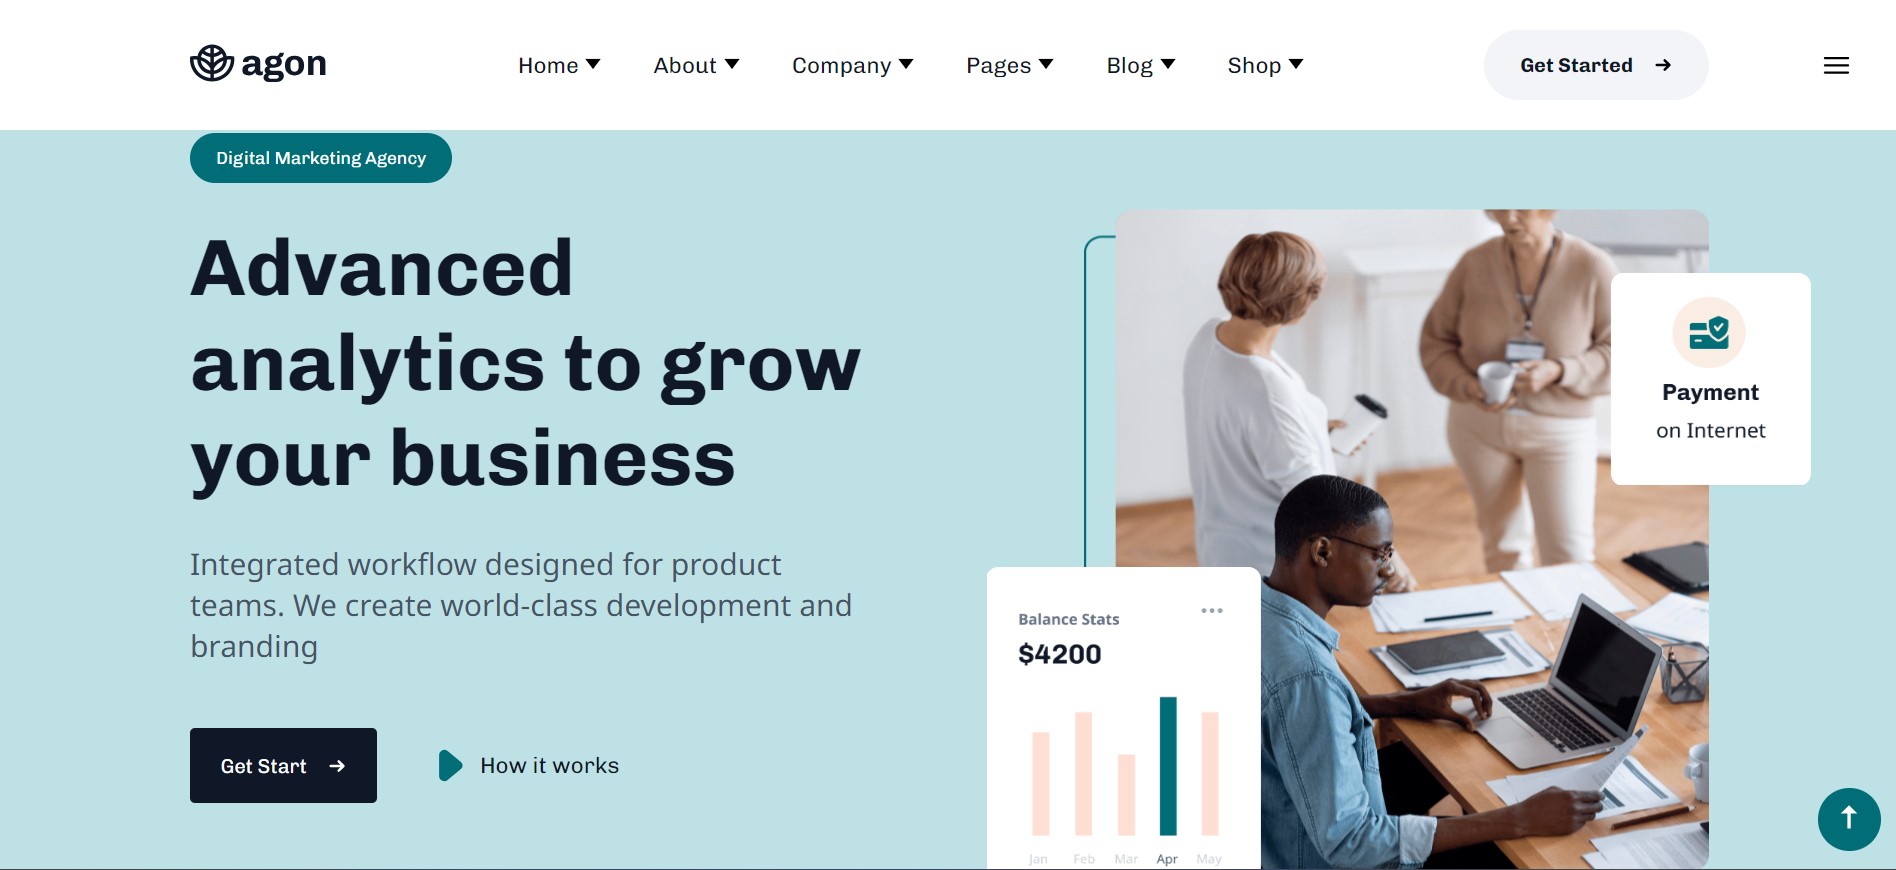 agon
Home
About
Company
Pages
Blog
Shop
Get Started
Digital Marketing Agency
Advanced
analytics to grow
your business
Integrated workflow designed for product
teams. We create world-class development and
branding
Get Start
How it works
Payment
on Internet
Balance Stats
$4200
Jan Feb Mar Apr May